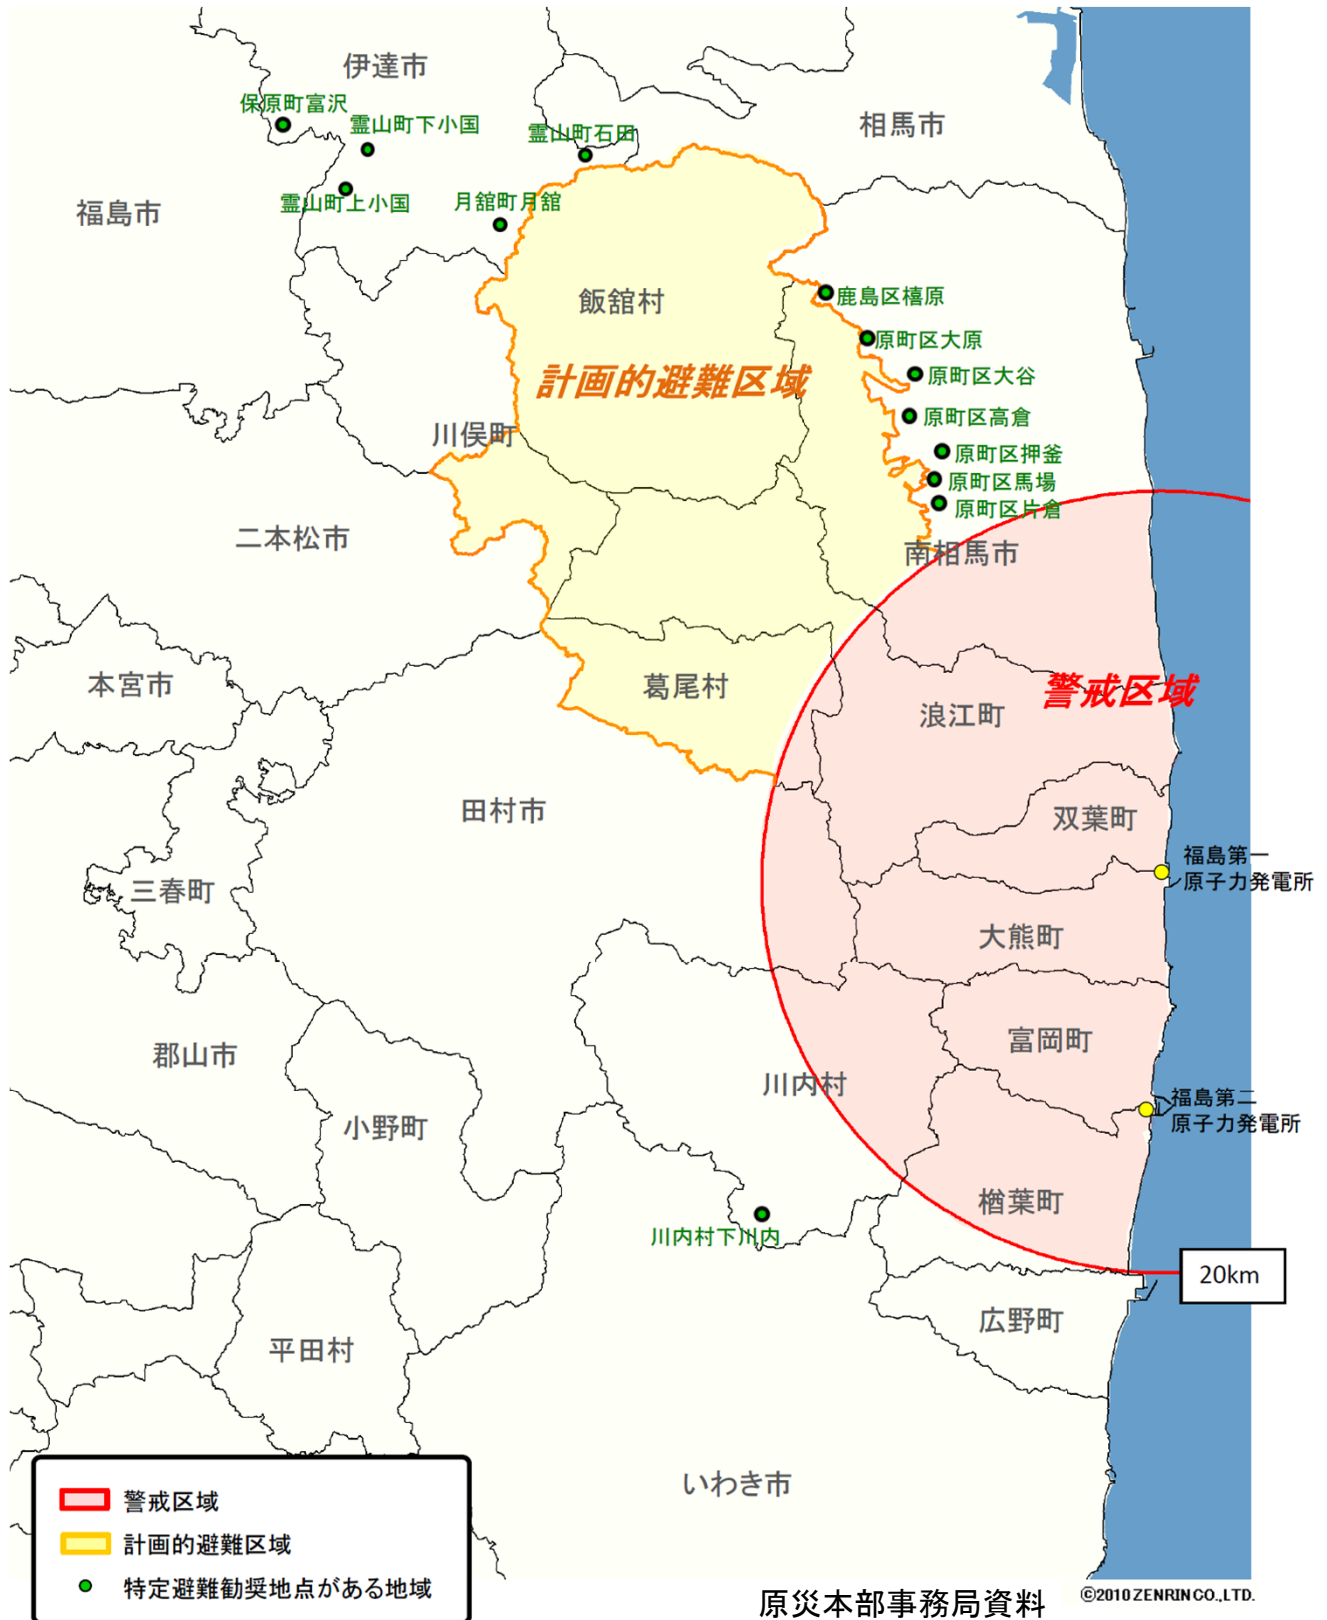 伊達市
保原町富沢
霊山町下小国
霊山町石田
相馬市
霊山町上小国
月舘町月舘
福島市
飯舘村
鹿島区橲原
原町区大原
計画的避難区域
原町区大谷
原町区高倉
川俣町
原町区押釜
原町区馬場
原町区片倉
二本松市
南相馬市
本宮市
葛尾村
警戒区域
浪江町
田村市
双葉町
福島第一
原子力発電所
三春町
大熊町
富岡町
郡山市
川内村
福島第二
原子力発電所
小野町
楢葉町
川内村下川内
20km
広野町
平田村
いわき市
警戒区域
計画的避難区域
特定避難勧奨地点がある地域
原災本部事務局資料
©2010 ZENRIN CO., LTD.